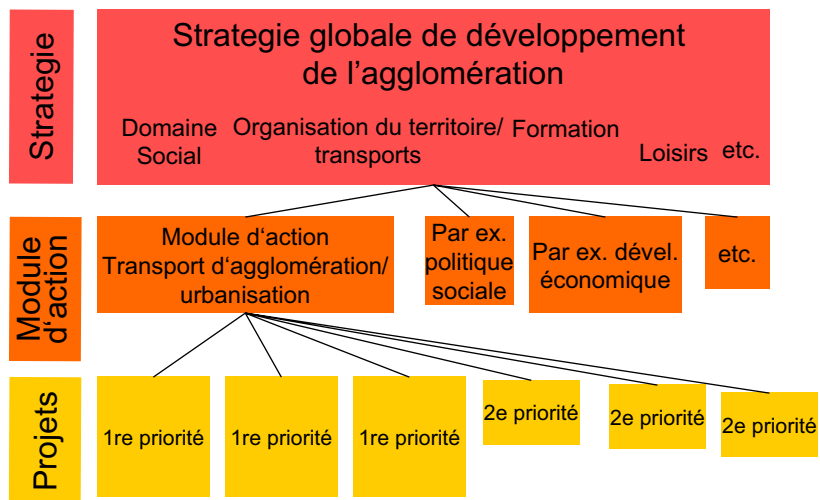 Strategie
Strategie globale de développement
de l'agglomération
Domaine
Social
Organisation du territoire/
transports
Formation
Loisirs
etc.
Module
d'action
Module d'action
Transport d'agglomération/
urbanisation
Par ex.
politique
sociale
Par ex. dével.
économique
etc.
Projets
1re priorité
1re priorité
1re priorité
2e priorité
2e priorité
2e priorité